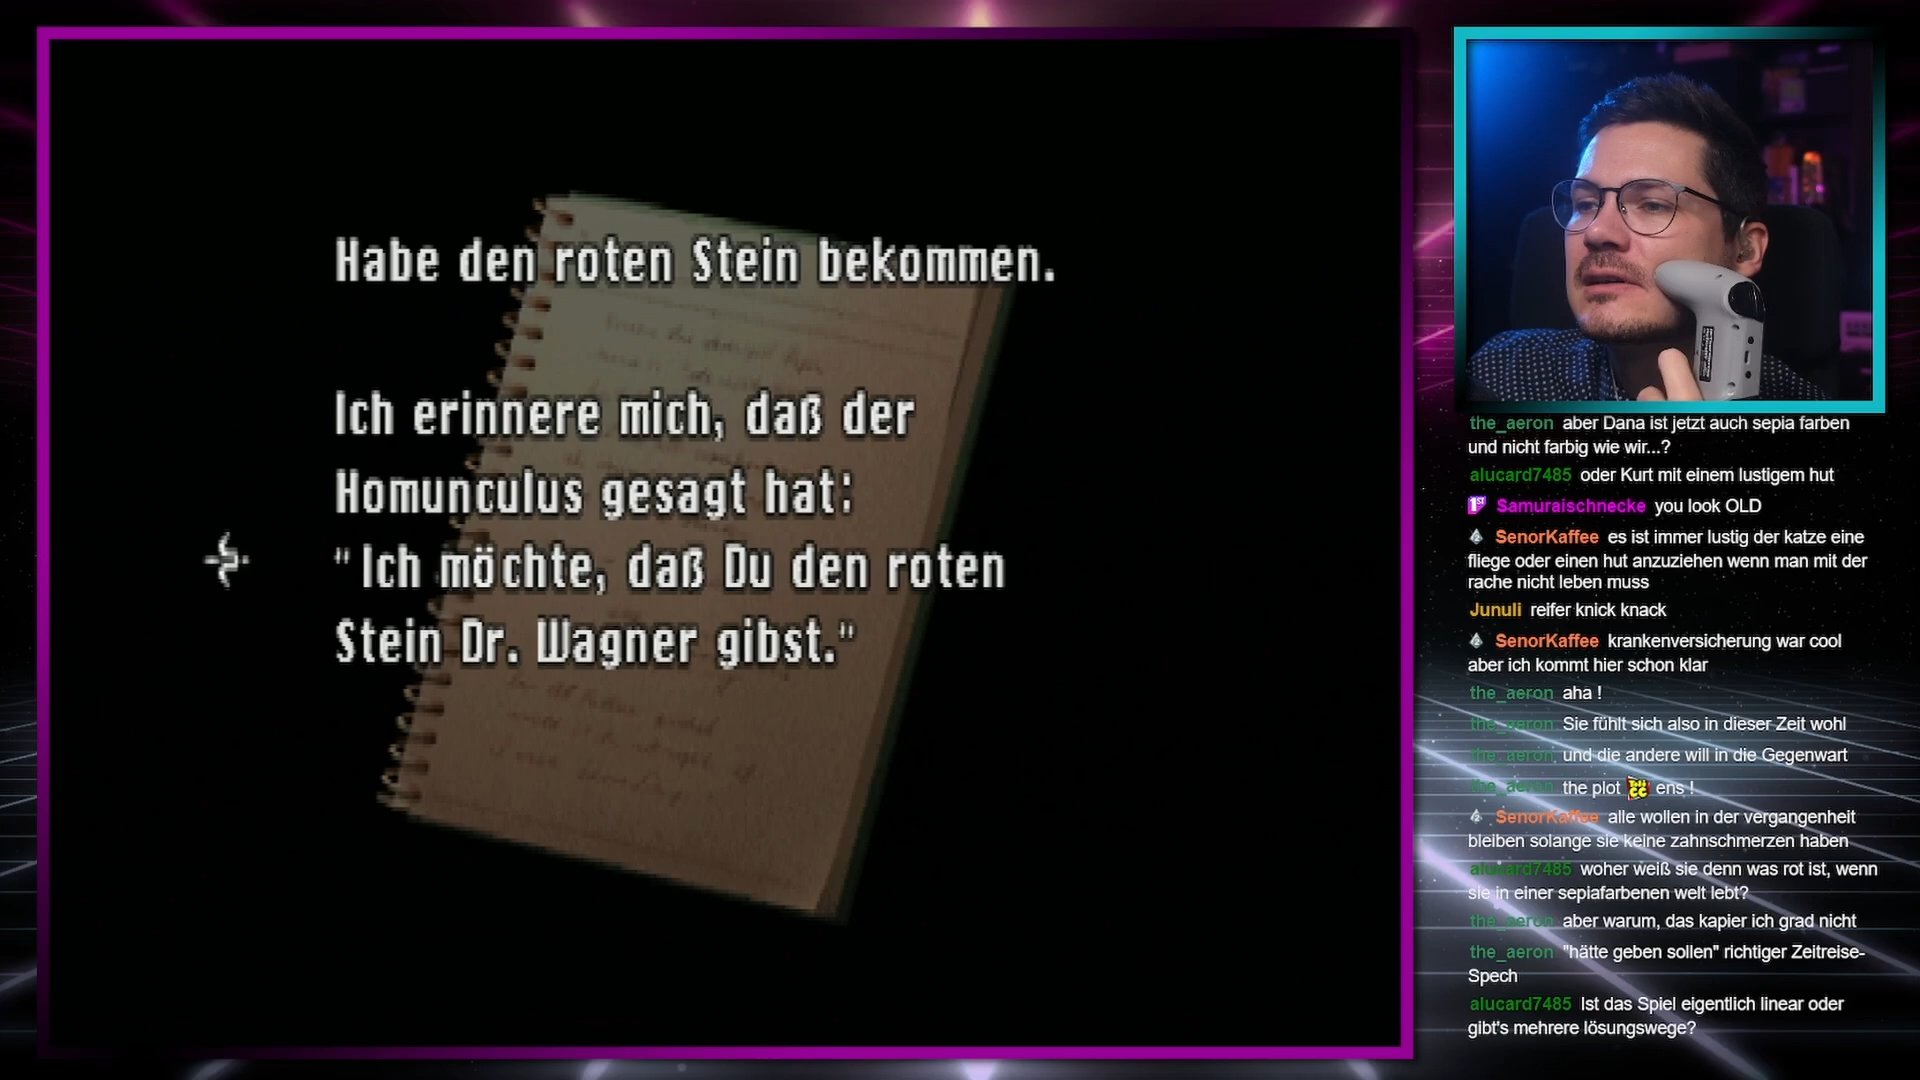 Habe den roten Stein bekommen.
Ich erinnere mich, daß der
Homunculus gesagt hat:
"Ich möchte, daß Du den roten
Stein Dr. Wagner gibst."
the_aeron aber Dana ist jetzt auch sepia farben
und nicht farbig wie wir...?
alucard7485 oder Kurt mit einem lustigem hut
1ST Samuraischnecke you look OLD
SenorKaffee es ist immer lustig der katze eine
fliege oder einen hut anzuziehen wenn man mit der
rache nicht leben muss
Junuli reifer knick knack
SenorKaffee krankenversicherung war cool
aber ich kommt hier schon klar
the_aeron aha !
the_aeron Sie fühlt sich also in dieser Zeit wohl
the_aeron und die andere will in die Gegenwart
the_aeron the plot ens !
SenorKaffee alle wollen in der vergangenheit
bleiben solange sie keine zahnschmerzen haben
alucard7485 woher weiß sie denn was rot ist, wenn
sie in einer sepiafarbenen welt lebt?
the_aeron aber warum, das kapier ich grad nicht
the_aeron "hätte geben sollen" richtiger Zeitreise-
Spech
alucard7485 Ist das Spiel eigentlich linear oder
gibt's mehrere lösungswege?